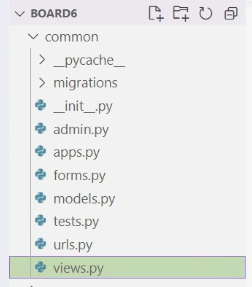 BOARD6
common
__pycache__
migrations
__init__.py
admin.py
apps.py
forms.py
models.py
tests.py
urls.py
views.py